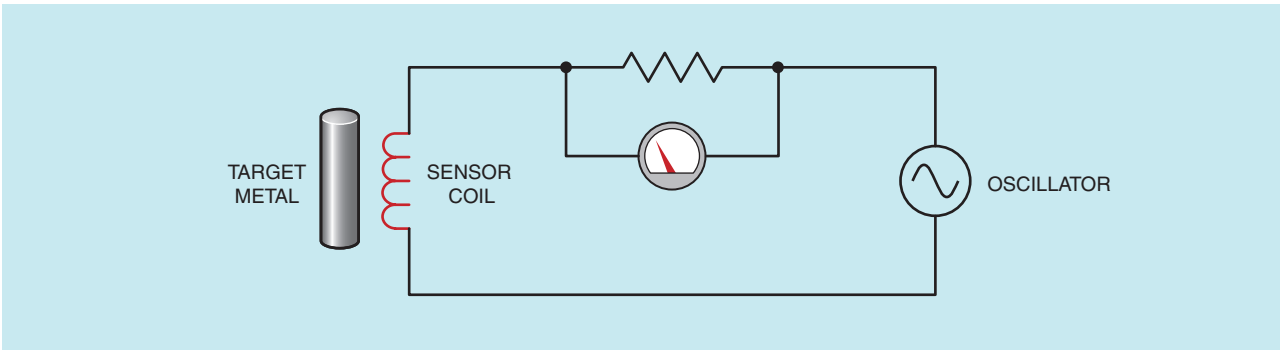 TARGET
METAL
SENSOR
COIL
OSCILLATOR